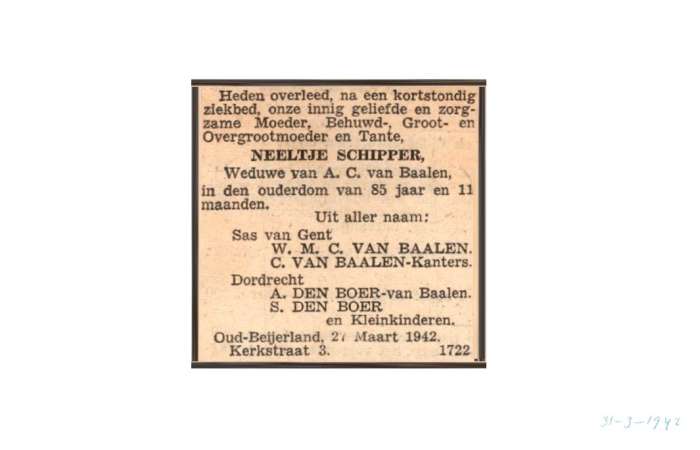 Heden overleed, na een kortstondig
ziekbed, onze innig geliefde en zorg-
zame Moeder, Behuwd-, Groot- en
Overgrootmoeder en Tante,
NEELTJE SCHIPPER,
Weduwe van A. C. van Baalen,
in den ouderdom van 85 jaar en 11
maanden.
Uit aller naam:
Sas van Gent
W. M. C. VAN BAALEN.
C. VAN BAALEN-Kanters.
Dordrecht
A. DEN BOER-van Baalen.
S. DEN BOER
en Kleinkinderen.
Oud-Beijerland, 27 Maart 1942.
Kerkstraat 3. 1722
31-3-1942